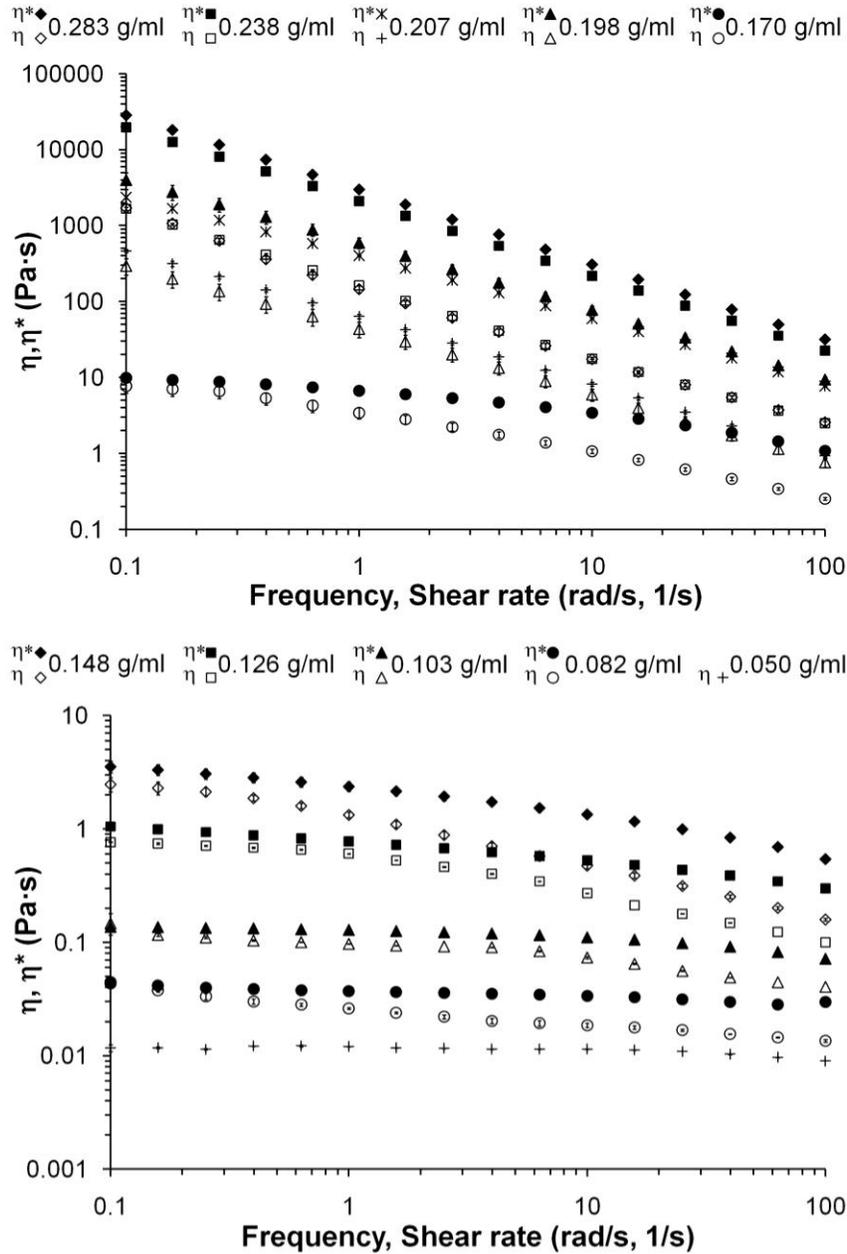 η*◆ η*■ η*✳ η*▲ η*●
η ◇ 0.283 g/ml η □ 0.238 g/ml η + 0.207 g/ml η △ 0.198 g/ml η ○ 0.170 g/ml
100000
10000
1000
100
10
1
0.1
η,η* (Pa·s)
0.1 1 10 100
Frequency, Shear rate (rad/s, 1/s)
η*◆ η*■ η*▲ η*●
η ◇ 0.148 g/ml η □ 0.126 g/ml η △ 0.103 g/ml η ○ 0.082 g/ml η + 0.050 g/ml
10
1
0.1
0.01
0.001
η, η* (Pa·s)
0.1 1 10 100
Frequency, Shear rate (rad/s, 1/s)